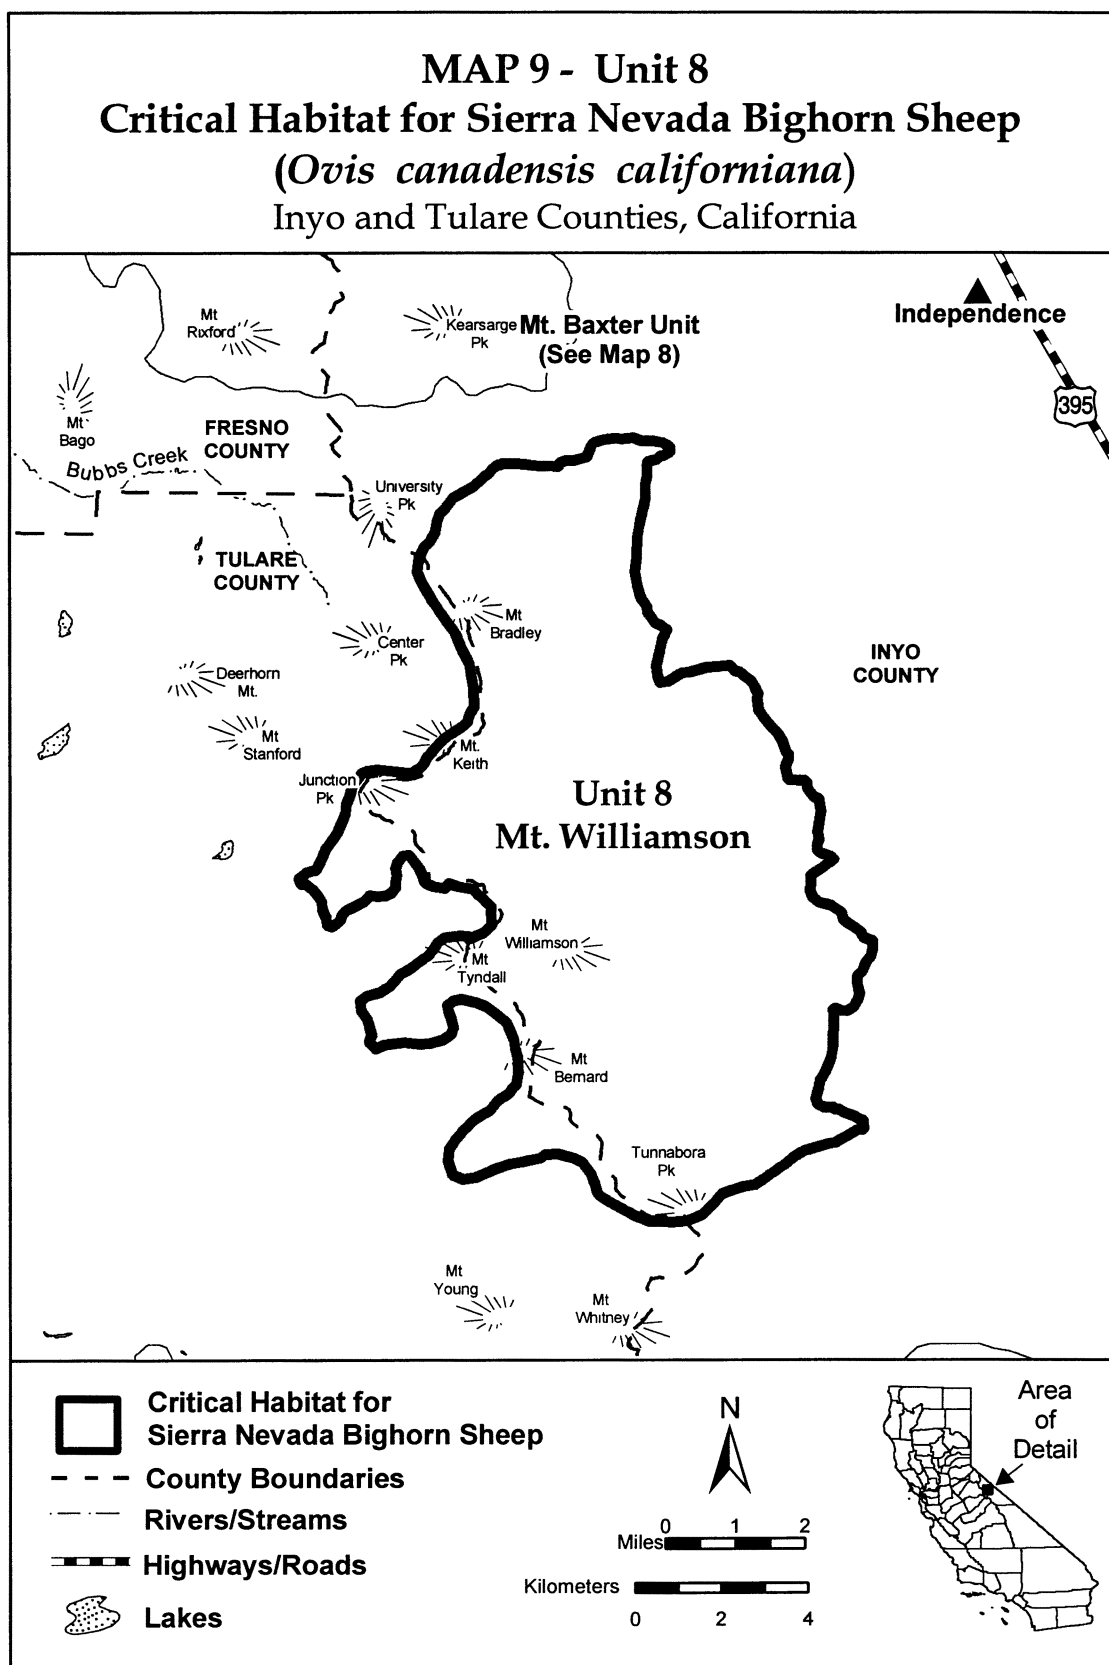 MAP 9 - Unit 8
Critical Habitat for Sierra Nevada Bighorn Sheep
(Ovis canadensis californiana)
Inyo and Tulare Counties, California
Mt
Rixford
Kearsarge
Pk
Mt. Baxter Unit
(See Map 8)
Independence
395
Mt
Bago
FRESNO
COUNTY
Bubbs Creek
University
Pk
TULARE
COUNTY
Mt
Bradley
Center
Pk
INYO
COUNTY
Deerhorn
Mt.
Mt
Stanford
Mt.
Keith
Junction
Pk
Unit 8
Mt. Williamson
Mt
Williamson
Mt
Tyndall
Mt
Bernard
Tunnabora
Pk
Mt
Young
Mt
Whitney
Critical Habitat for
Sierra Nevada Bighorn Sheep
County Boundaries
Rivers/Streams
Highways/Roads
Lakes
N
0 1 2
Miles
Kilometers
0 2 4
Area
of
Detail